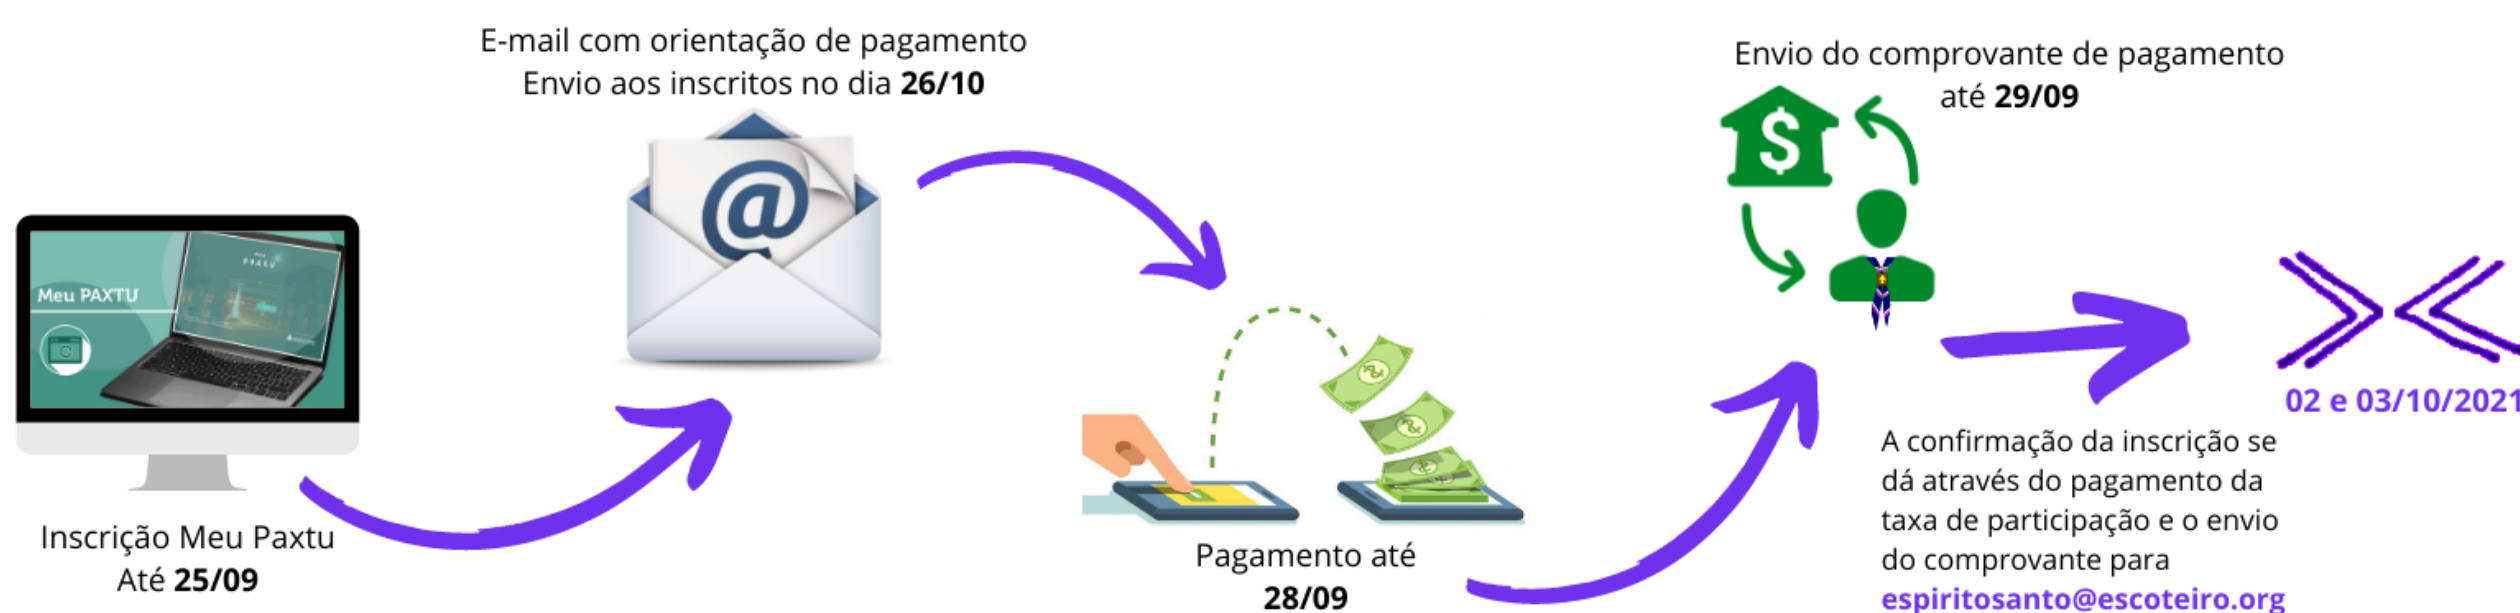 E-mail com orientação de pagamento
Envio aos inscritos no dia 26/10
Envio do comprovante de pagamento
até 29/09
Meu PAXTU
Inscrição Meu Paxtu
Até 25/09
Pagamento até
28/09
02 e 03/10/2021
A confirmação da inscrição se
dá através do pagamento da
taxa de participação e o envio
do comprovante para
espiritosanto@escoteiro.org